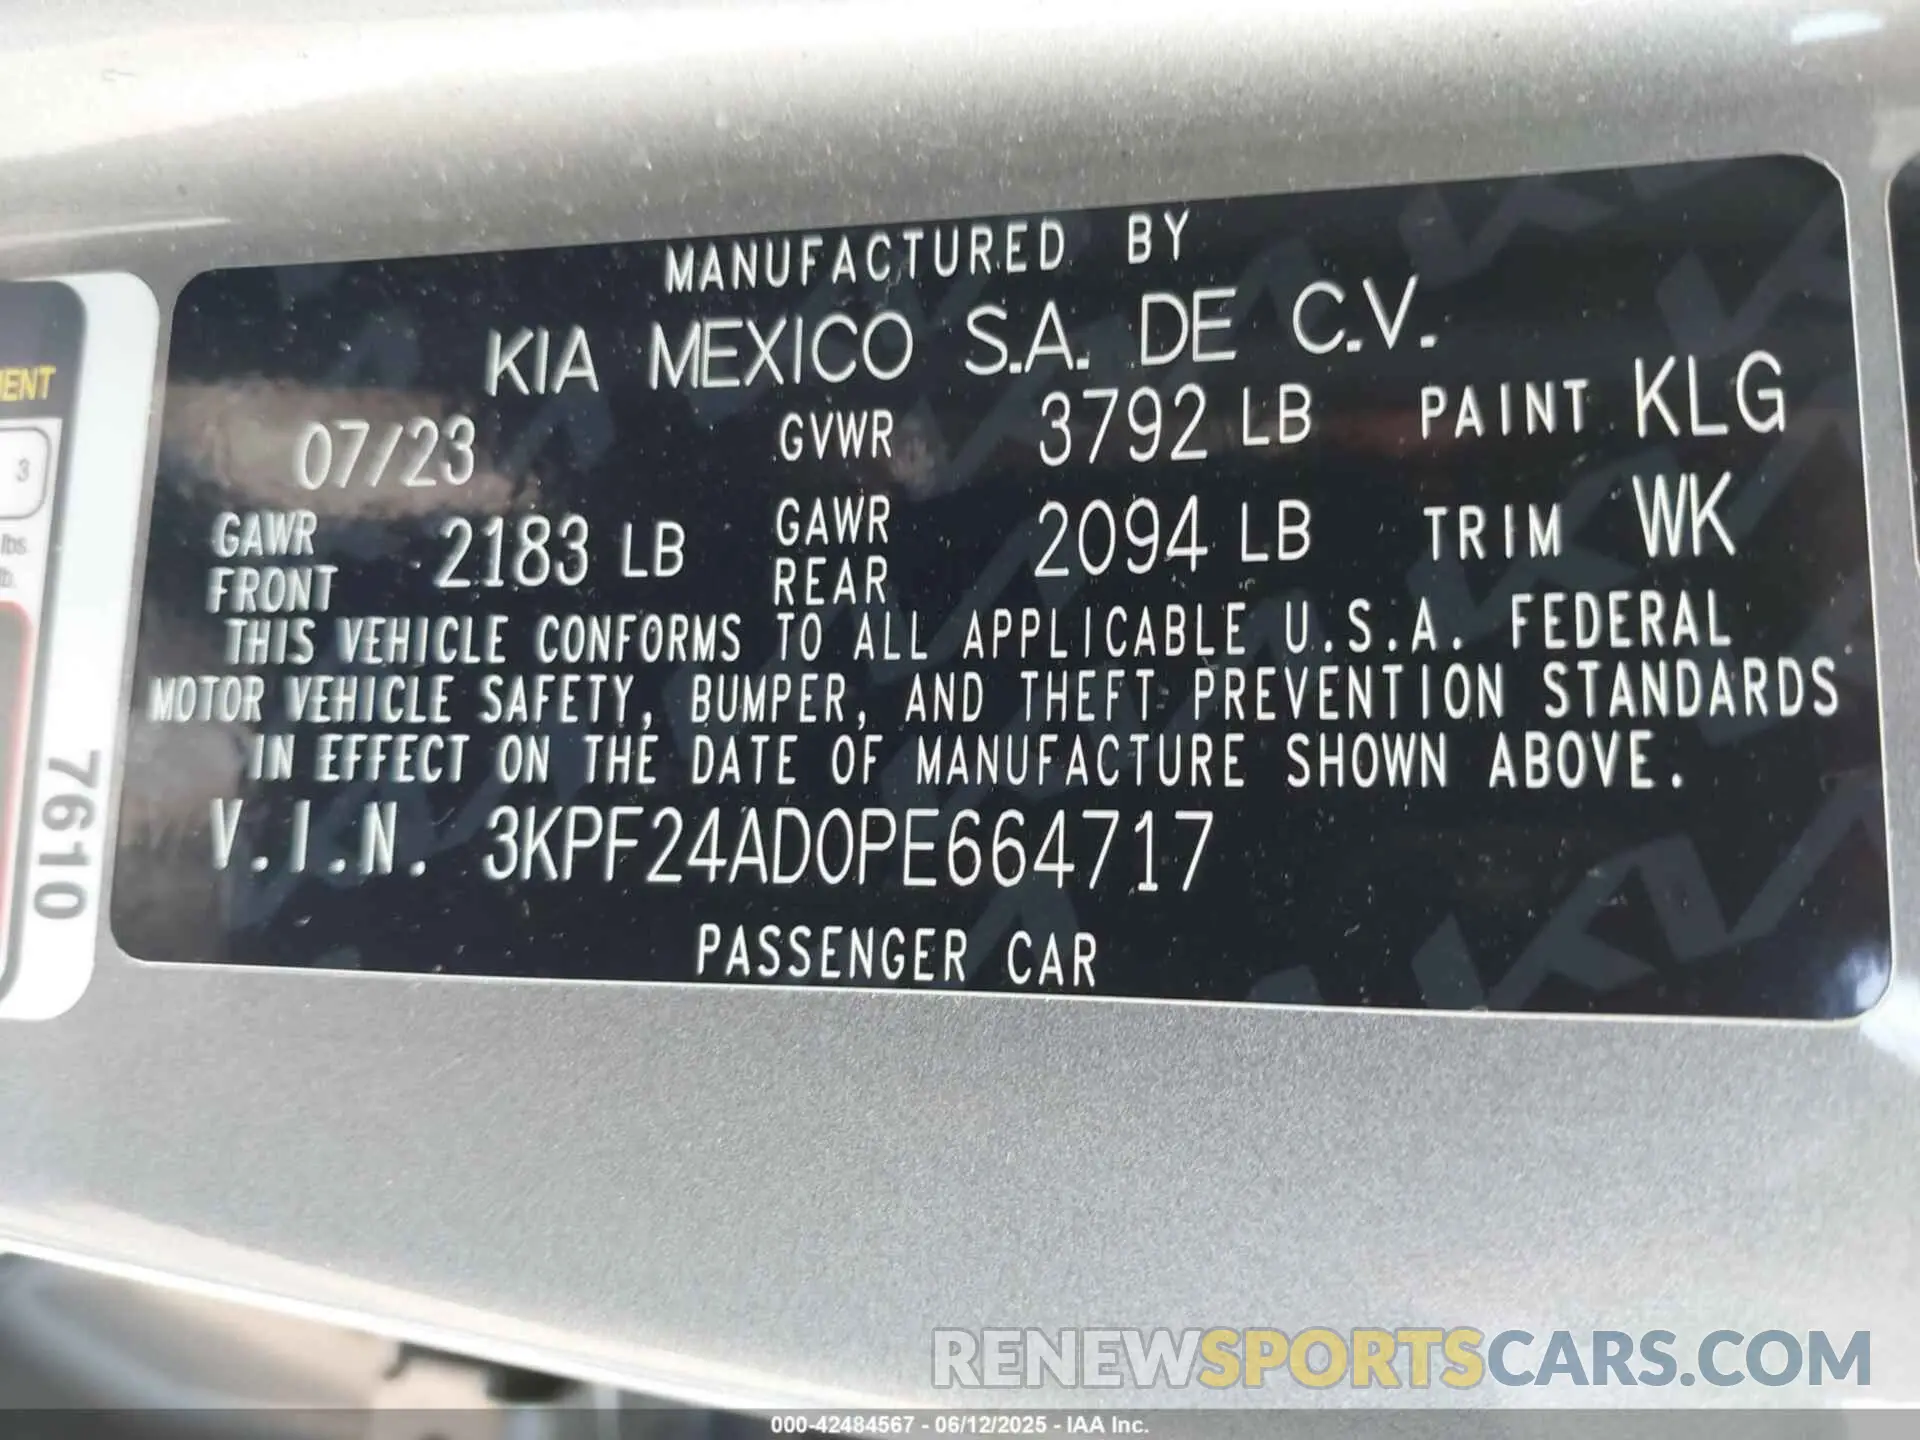 MANUFACTURED BY
KIA MEXICO S.A. DE C.V.
07/23 GVWR 3792 LB PAINT KLG
GAWR FRONT 2183 LB GAWR REAR 2094 LB TRIM WK
THIS VEHICLE CONFORMS TO ALL APPLICABLE U.S.A. FEDERAL
MOTOR VEHICLE SAFETY, BUMPER, AND THEFT PREVENTION STANDARDS
IN EFFECT ON THE DATE OF MANUFACTURE SHOWN ABOVE.
V.I.N. 3KPF24AD0PE664717
PASSENGER CAR
3
lbs.
7610
RENEWSPORTSCARS.COM
000-42484567 - 06/12/2025 - IAA Inc.